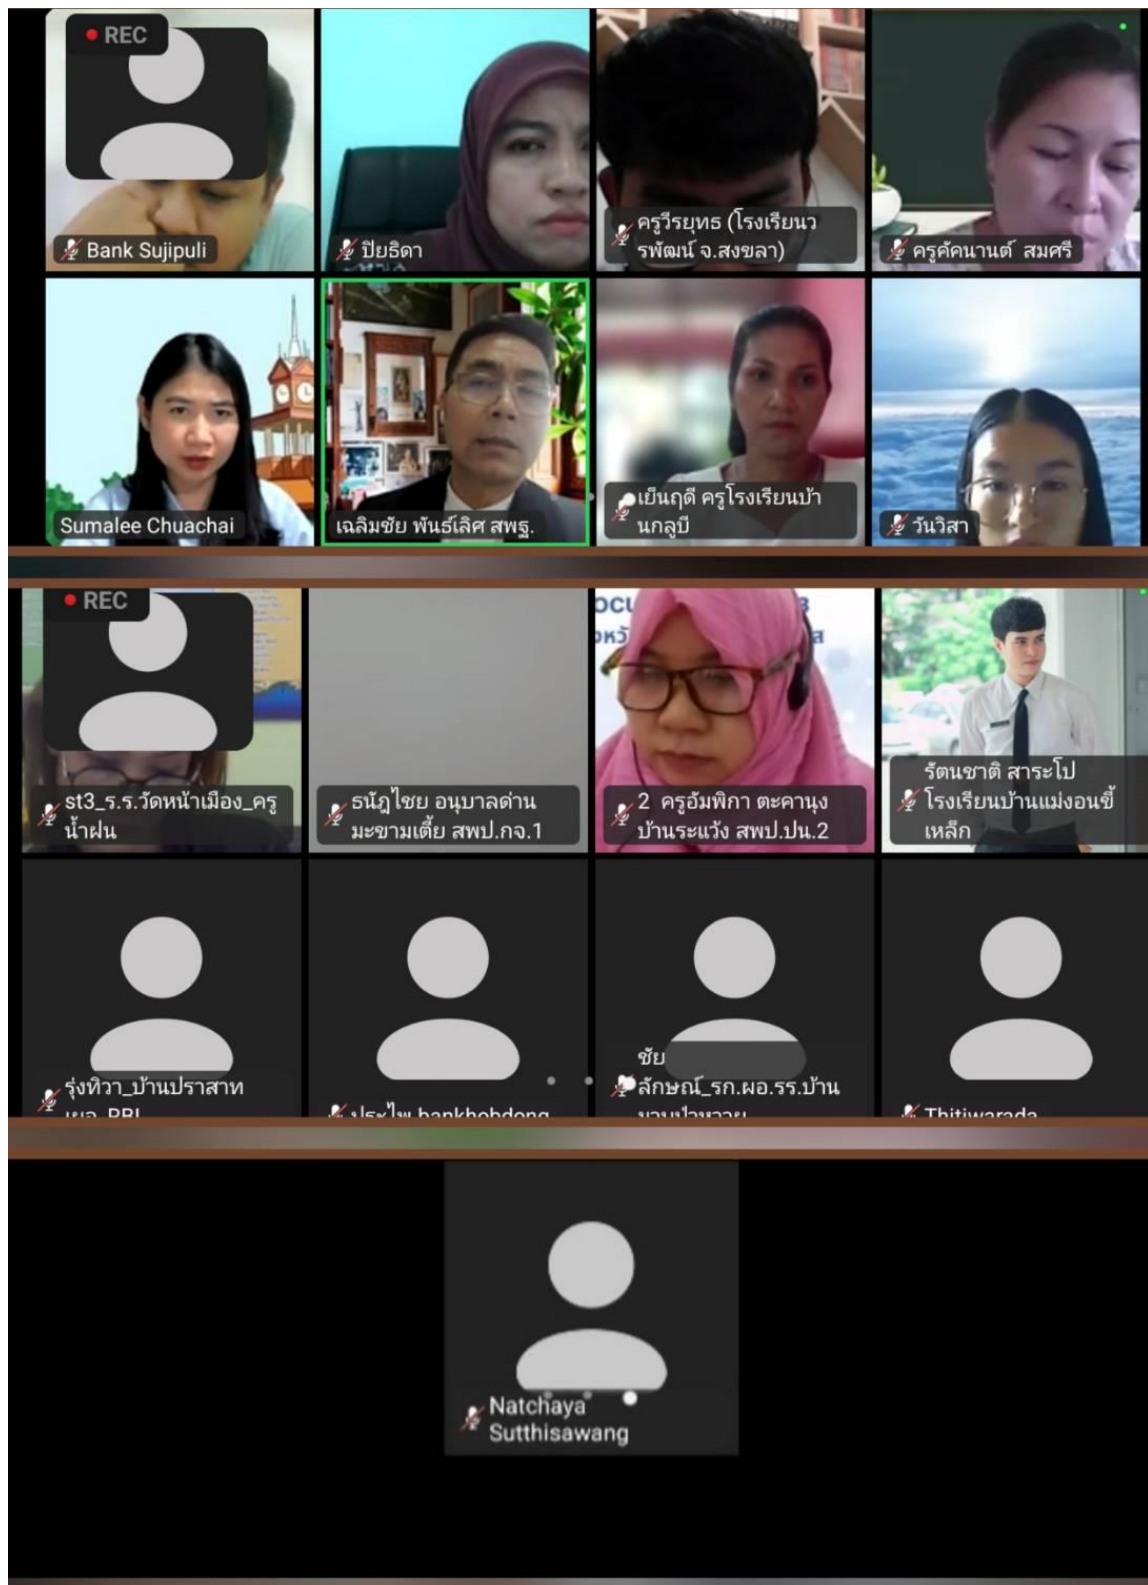 REC
Bank Sujipuli
ปิยธิดา
ครูวีรยุทธ (โรงเรียนว
รพัฒน์ จ.สงขลา)
ครูคัคนานต์ สมศรี
Sumalee Chuachai
เฉลิมชัย พันธ์เลิศ สพฐ.
เย็นฤดี ครูโรงเรียนบ้า
นกลูบี
วันวิสา
REC
st3_ร.ร.วัดหน้าเมือง_ครู
น้ำฝน
ธนัฎไชย อนุบาลด่าน
มะขามเตี้ย สพป.กจ.1
2 ครูอัมพิกา ตะคานุง
บ้านระแว้ง สพป.ปน.2
รัตนชาติ สาระโป
โรงเรียนบ้านแม่งอนขี้
เหล็ก
รุ่งทิวา_บ้านปราสาท
ประไพ bankhobdong
ชัย
ลักษณ์_รก.ผอ.รร.บ้าน
Thitiwarada
Natchaya
Sutthisawang